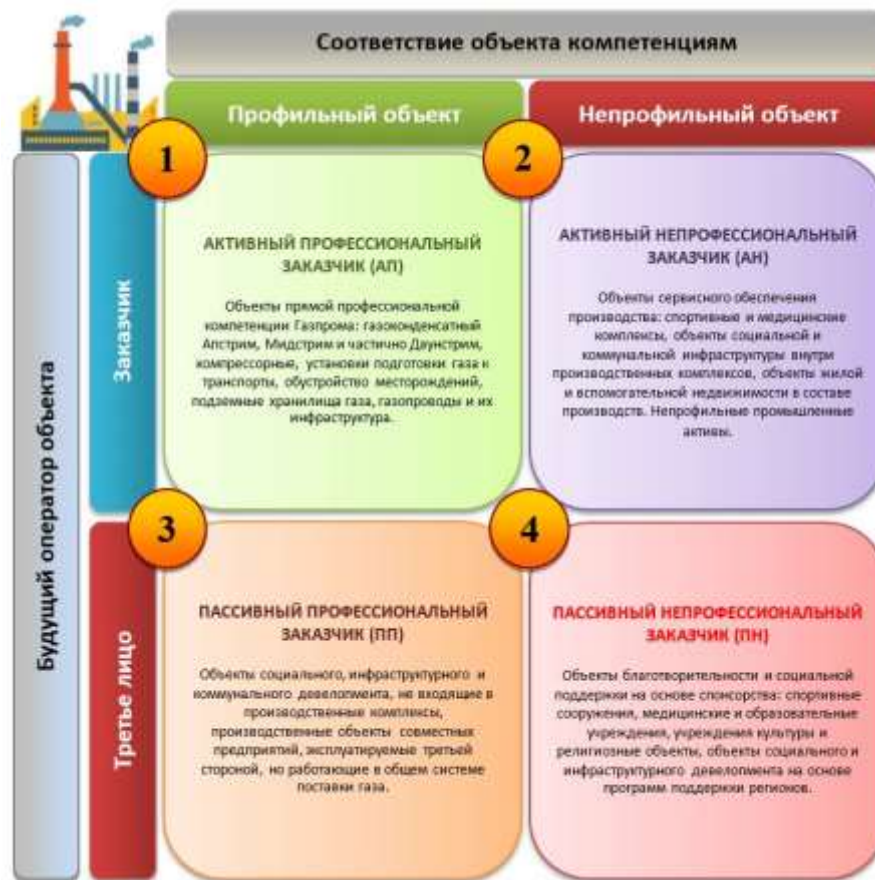 Соответствие объекта компетенциям
Профильный объект
Непрофильный объект
Будущий оператор объекта
Заказчик
1
АКТИВНЫЙ ПРОФЕССИОНАЛЬНЫЙ
ЗАКАЗЧИК (АП)
Объекты прямой профессиональной
компетенции Газпрома: газоконденсатный
Апстрим, Мидстрим и частично Даунстрим,
компрессорные, установки подготовки газа к
транспорты, обустройство месторождений,
подземные хранилища газа, газопроводы и их
инфраструктура.
2
АКТИВНЫЙ НЕПРОФЕССИОНАЛЬНЫЙ
ЗАКАЗЧИК (АН)
Объекты сервисного обеспечения
производства: спортивные и медицинские
комплексы, объекты социальной и
коммунальной инфраструктуры внутри
производственных комплексов, объекты жилой
и вспомогательной недвижимости в составе
производств. Непрофильные промышленные
активы.
Третье лицо
3
ПАССИВНЫЙ ПРОФЕССИОНАЛЬНЫЙ
ЗАКАЗЧИК (ПП)
Объекты социального, инфраструктурного и
коммунального девелопмента, не входящие в
производственные комплексы,
производственные объекты совместных
предприятий, эксплуатируемые третьей
стороной, но работающие в общем системе
поставки газа.
4
ПАССИВНЫЙ НЕПРОФЕССИОНАЛЬНЫЙ
ЗАКАЗЧИК (ПН)
Объекты благотворительности и социальной
поддержки на основе спонсорства: спортивные
сооружения, медицинские и образовательные
учреждения, учреждения культуры и
религиозные объекты, объекты социального и
инфраструктурного девелопмента на основе
программ поддержки регионов.